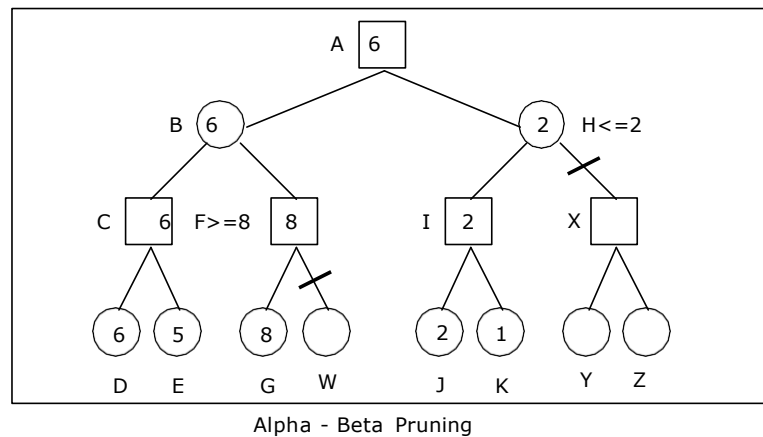 A 6
B 6 2 H<=2
C 6 F>=8 8 I 2 X
6 5 8 2 1
D E G W J K Y Z
Alpha - Beta Pruning